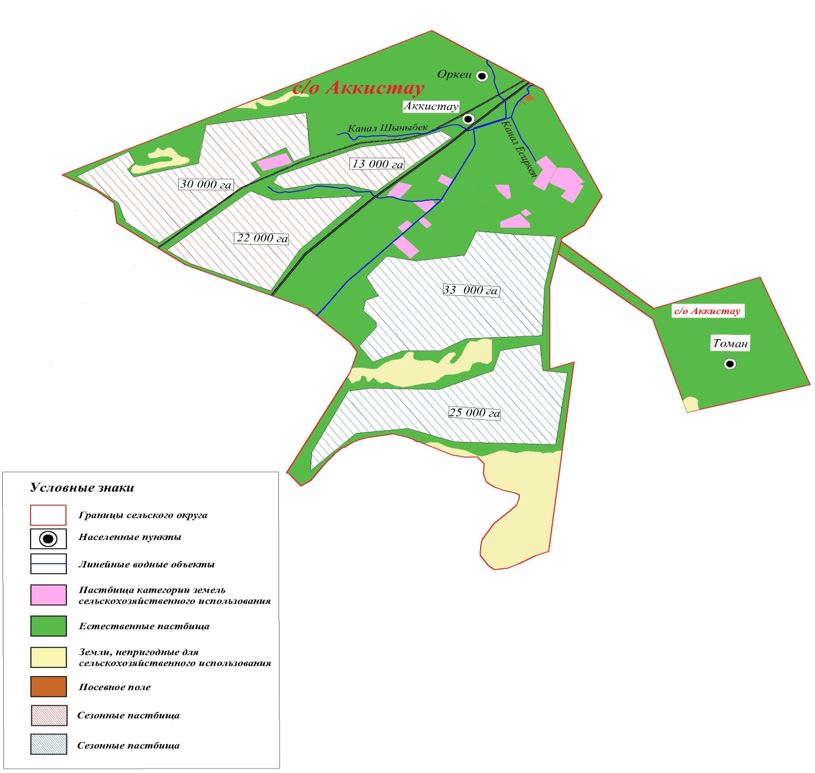 Оркен
с/о Аккистау
Аккистау
Канал Шыныбек
Канал Есиркеп
13 000 га
30 000 га
22 000 га
33 000 га
с/о Аккистау
Томан
25 000 га
Условные знаки
Границы сельского округа
Населенные пункты
Линейные водные объекты
Пастбища категории земель
сельскохозяйственного использования
Естественные пастбища
Земли, непригодные для
сельскохозяйственного использования
Посевное поле
Сезонные пастбища
Сезонные пастбища